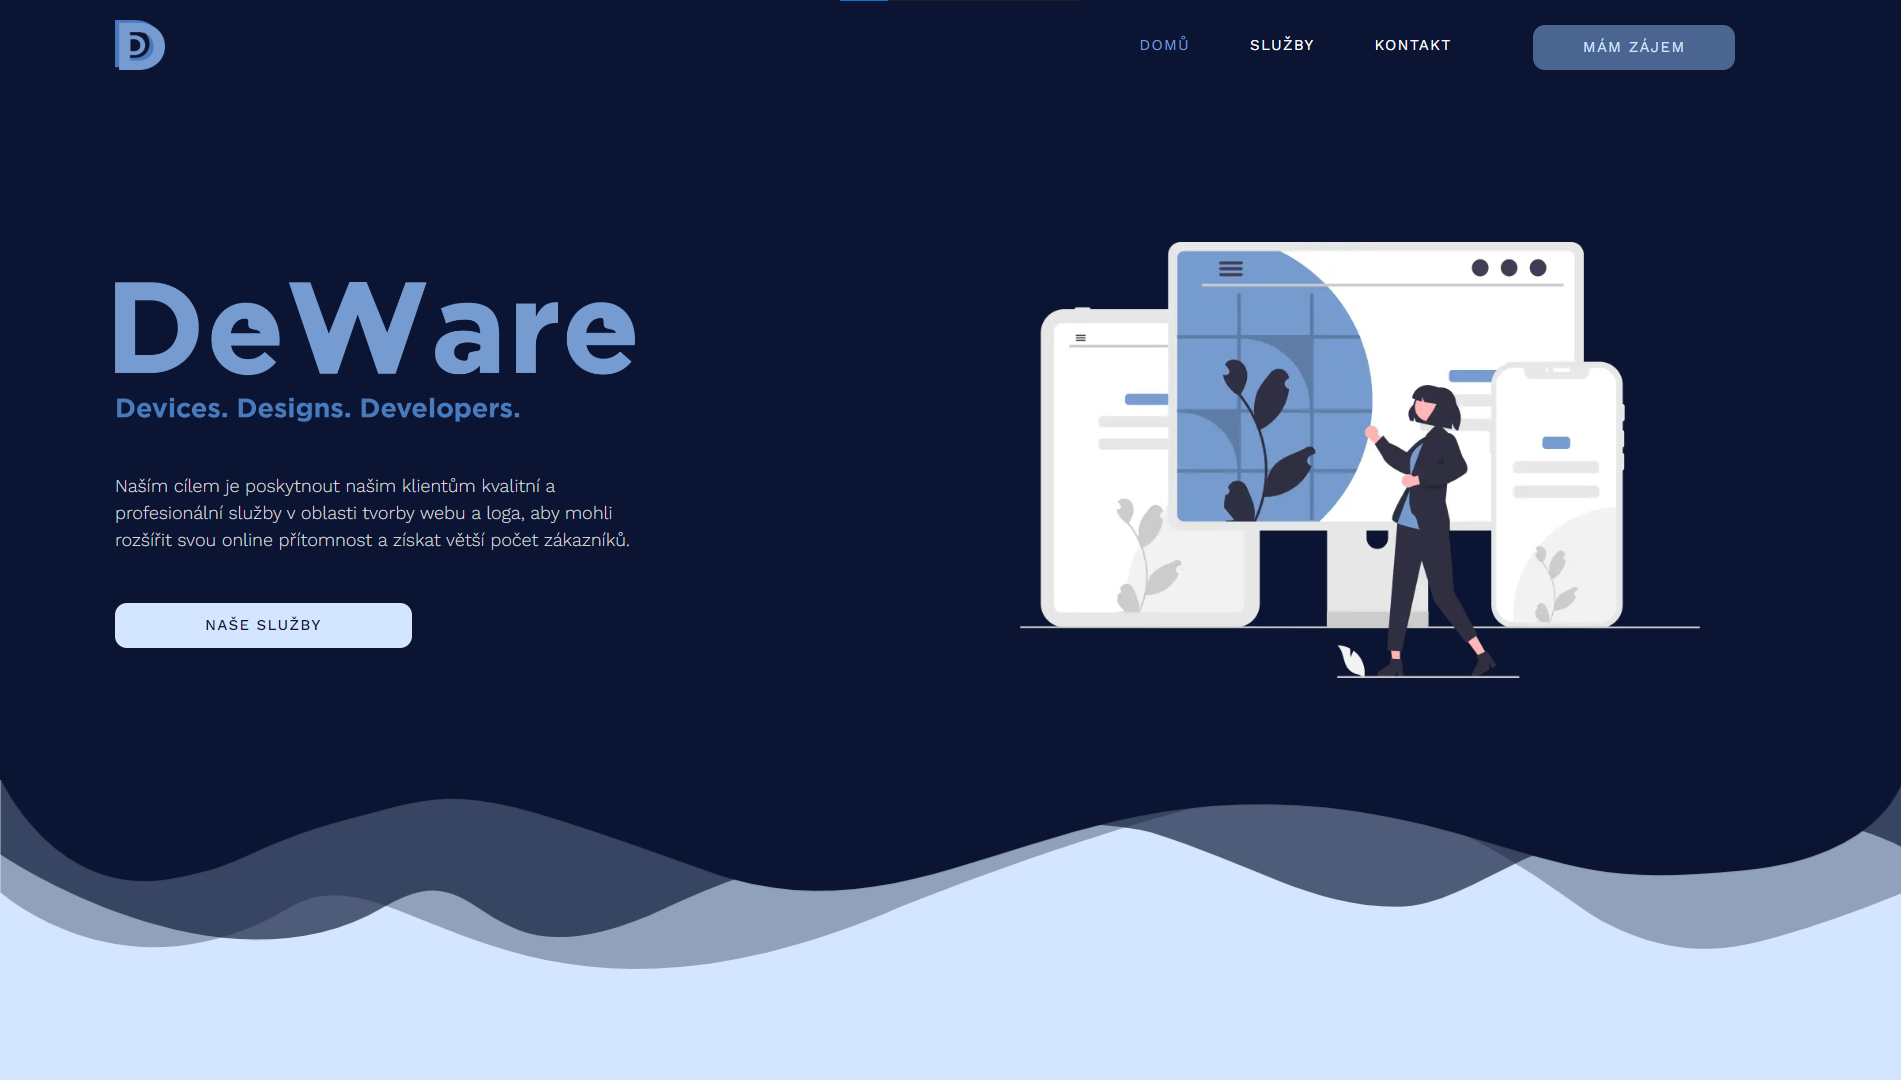 DOMŮ
SLUŽBY
KONTAKT
MÁM ZÁJEM
DeWare
Devices. Designs. Developers.
Naším cílem je poskytnout našim klientům kvalitní a
profesionální služby v oblasti tvorby webu a loga, aby mohli
rozšířit svou online přítomnost a získat větší počet zákazníků.
NAŠE SLUŽBY